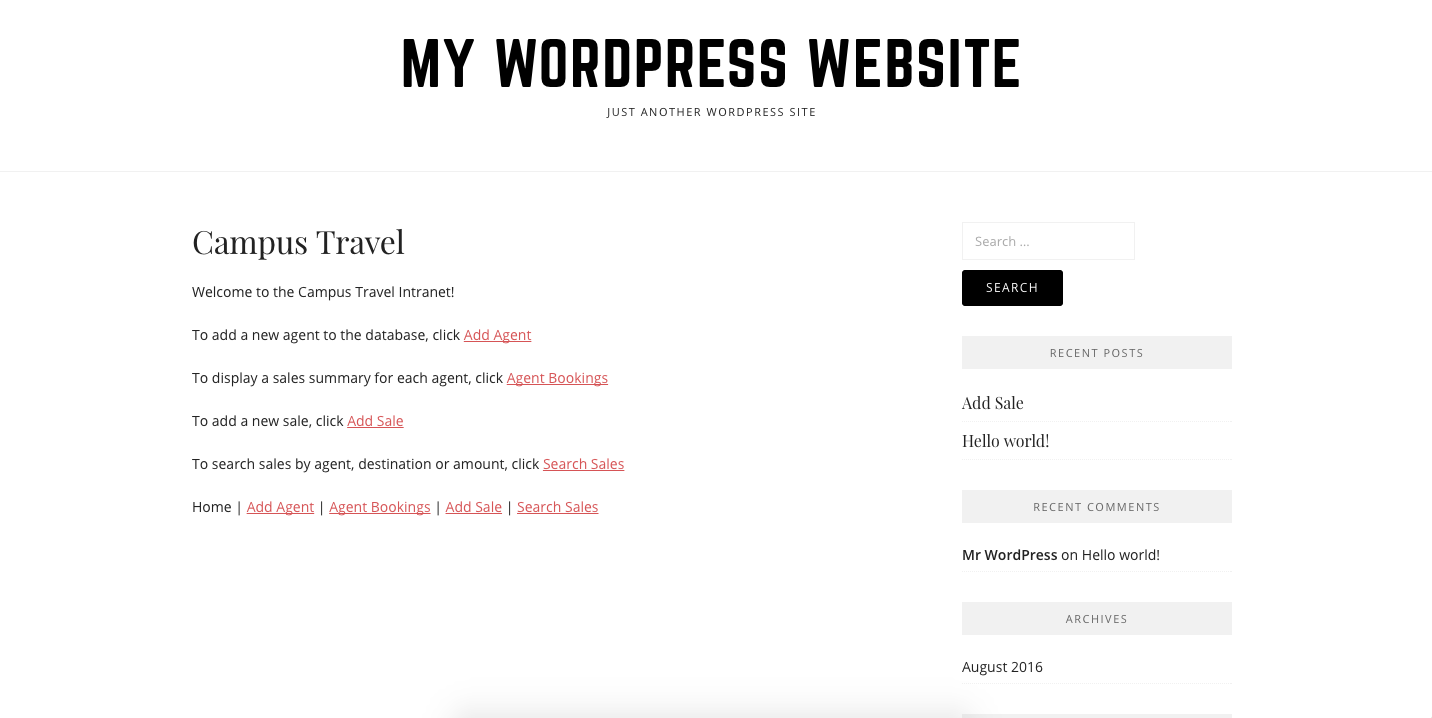 MY WORDPRESS WEBSITE
JUST ANOTHER WORDPRESS SITE
Campus Travel
Welcome to the Campus Travel Intranet!
To add a new agent to the database, click Add Agent
To display a sales summary for each agent, click Agent Bookings
To add a new sale, click Add Sale
To search sales by agent, destination or amount, click Search Sales
Home | Add Agent | Agent Bookings | Add Sale | Search Sales
Search ...
SEARCH
RECENT POSTS
Add Sale
Hello world!
RECENT COMMENTS
Mr WordPress on Hello world!
ARCHIVES
August 2016